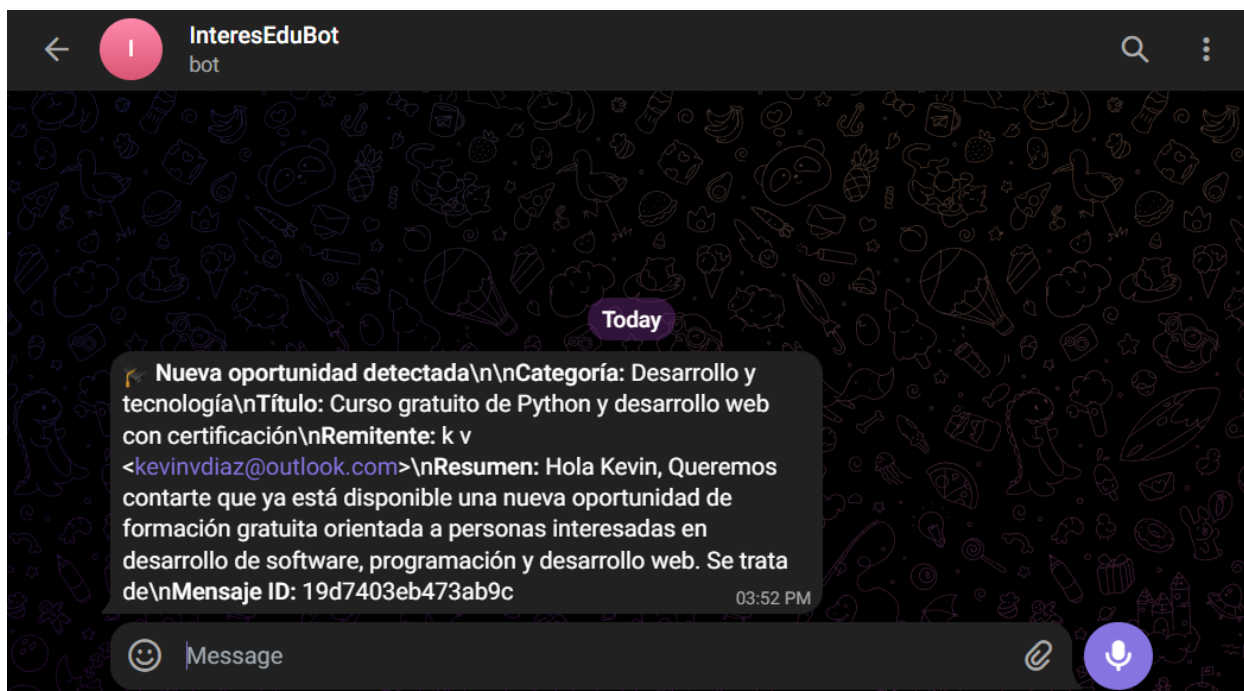 I
InteresEduBot
bot
Today
🎓 Nueva oportunidad detectada\n\nCategoría: Desarrollo y
tecnología\nTítulo: Curso gratuito de Python y desarrollo web
con certificación\nRemitente: k v
<kevinvdiaz@outlook.com>\nResumen: Hola Kevin, Queremos
contarte que ya está disponible una nueva oportunidad de
formación gratuita orientada a personas interesadas en
desarrollo de software, programación y desarrollo web. Se trata
de\nMensaje ID: 19d7403eb473ab9c
03:52 PM
Message